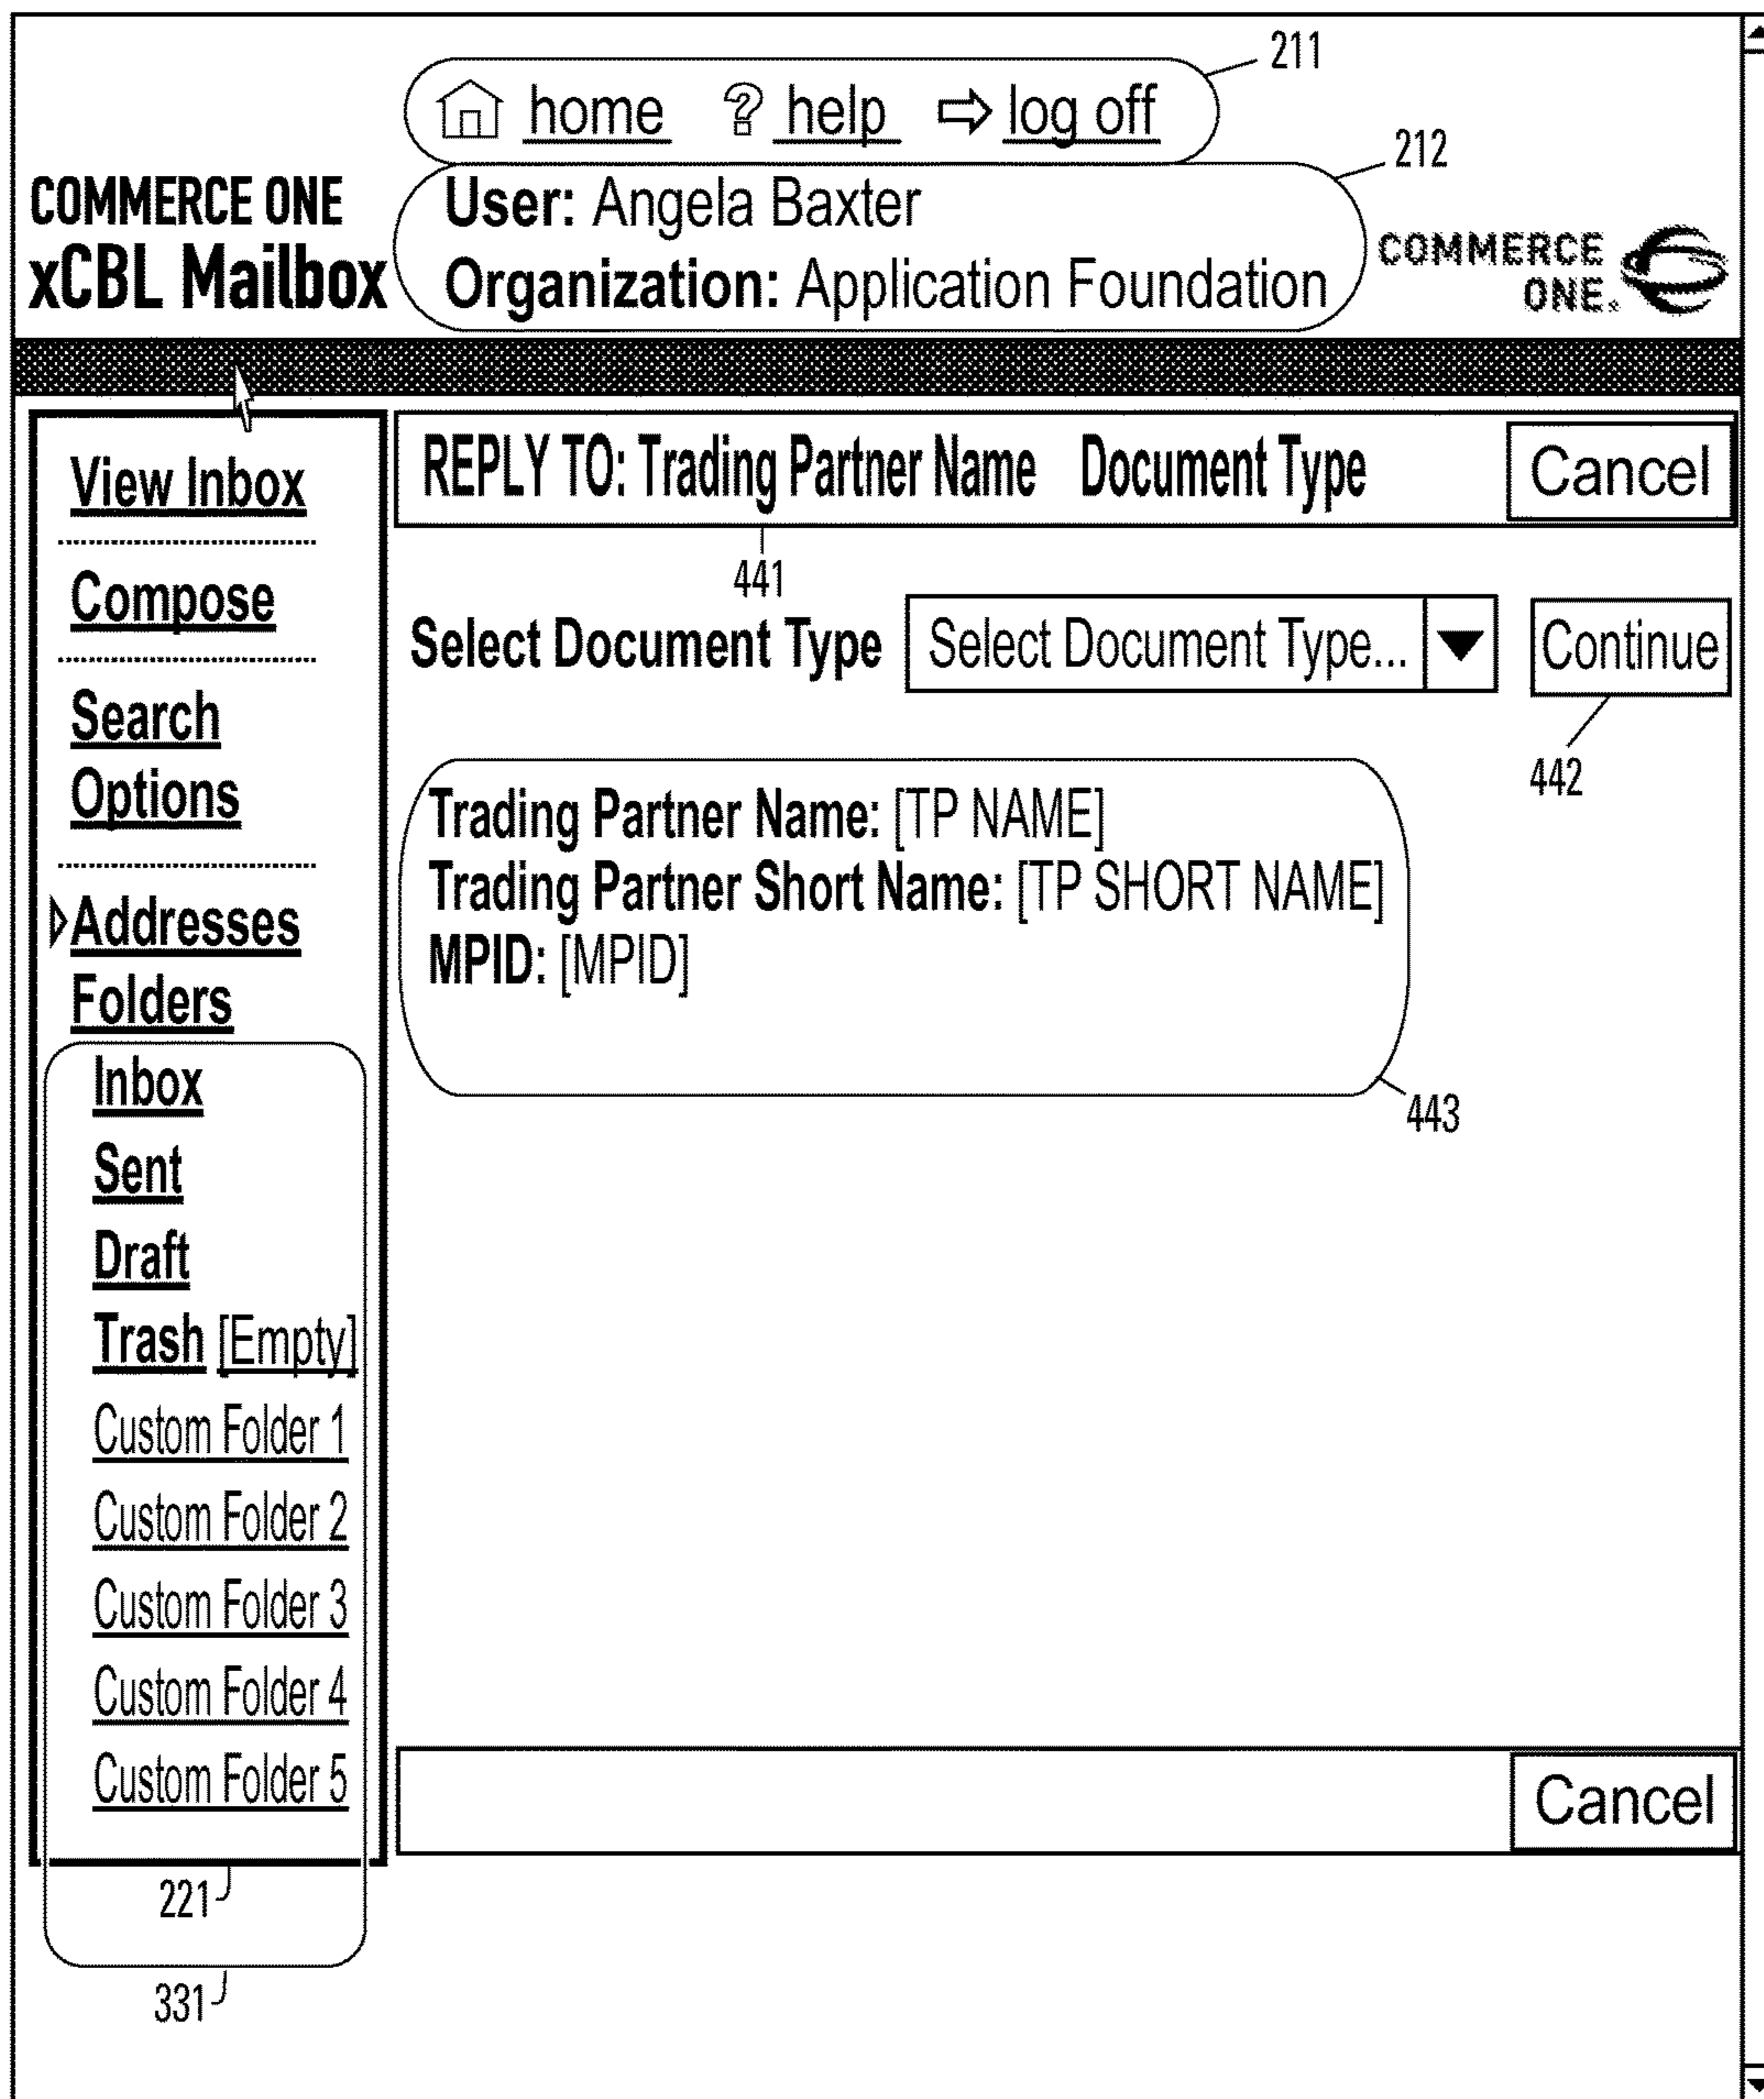 211
home ? help log off
212
COMMERCE ONE
xCBL Mailbox
User: Angela Baxter
Organization: Application Foundation
COMMERCE
ONE®
View Inbox
Compose
Search
Options
Addresses
Folders
Inbox
Sent
Draft
Trash [Empty]
Custom Folder 1
Custom Folder 2
Custom Folder 3
Custom Folder 4
Custom Folder 5
221
331
REPLY TO: Trading Partner Name Document Type Cancel
441
Select Document Type Select Document Type... Continue
442
Trading Partner Name: [TP NAME]
Trading Partner Short Name: [TP SHORT NAME]
MPID: [MPID]
443
Cancel